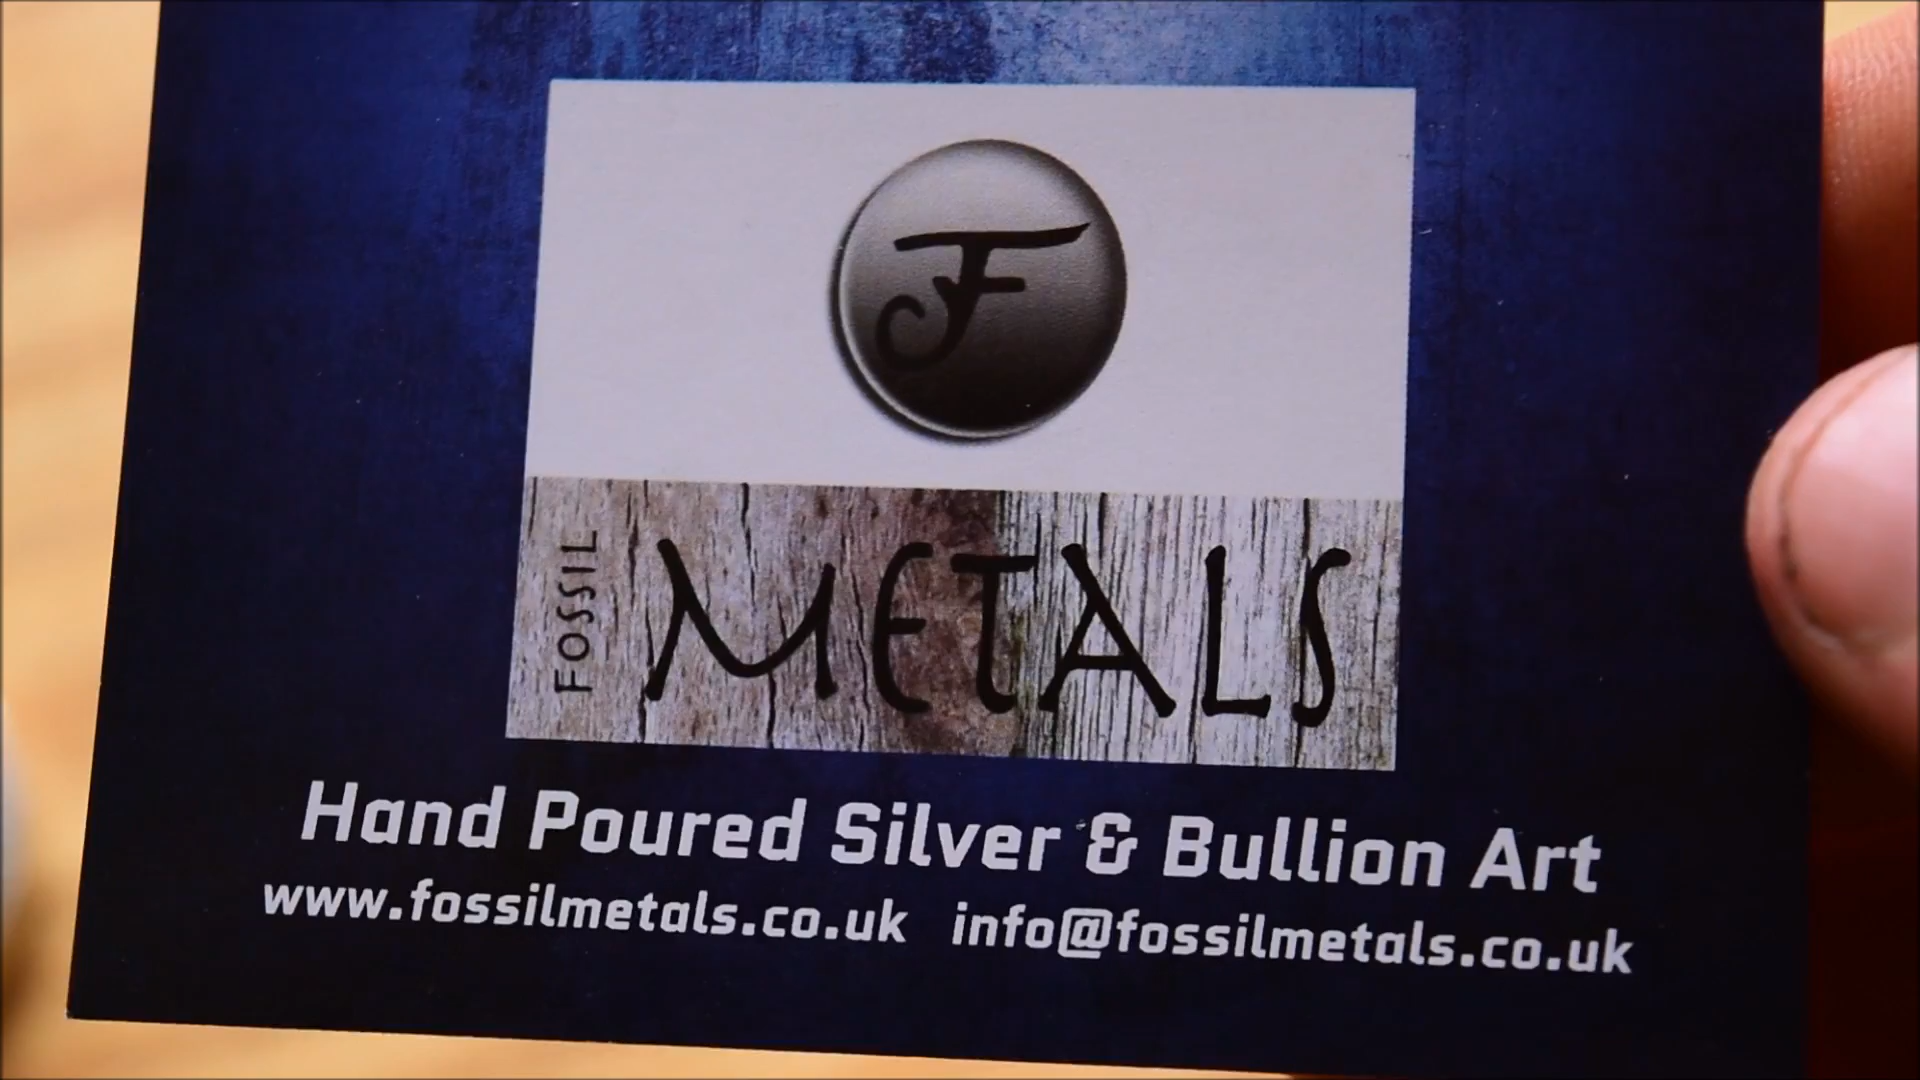 F
FOSSIL
METALS
Hand Poured Silver & Bullion Art
www.fossilmetals.co.uk info@fossilmetals.co.uk